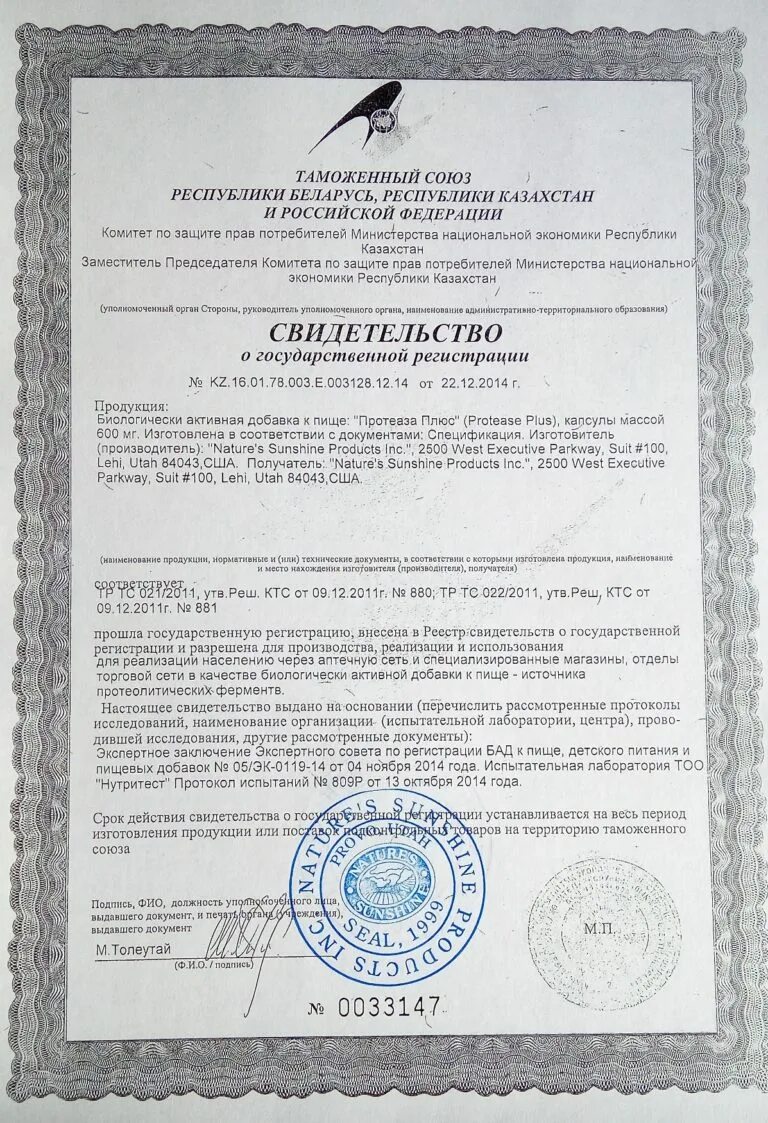 ТАМОЖЕННЫЙ СОЮЗ
РЕСПУБЛИКИ БЕЛАРУСЬ, РЕСПУБЛИКИ КАЗАХСТАН
И РОССИЙСКОЙ ФЕДЕРАЦИИ
Комитет по защите прав потребителей Министерства национальной экономики Республики
Казахстан
Заместитель Председателя Комитета по защите прав потребителей Министерства национальной
экономики Республики Казахстан
(уполномоченный орган Стороны, руководитель уполномоченного органа, наименование административно-территориального образования)
СВИДЕТЕЛЬСТВО
о государственной регистрации
№ KZ.16.01.78.003.E.003128.12.14 от 22.12.2014 г.
Продукция:
Биологически активная добавка к пище: "Протеаза Плюс" (Protease Plus), капсулы массой
600 мг. Изготовлена в соответствии с документами: Спецификация. Изготовитель
(производитель): "Nature's Sunshine Products Inc.", 2500 West Executive Parkway, Suit #100,
Lehi, Utah 84043,США. Получатель: "Nature's Sunshine Products Inc.", 2500 West Executive
Parkway, Suit #100, Lehi, Utah 84043,США.
(наименование продукции, нормативные и (или) технические документы, в соответствии с которыми изготовлена продукция, наименование
и место нахождения изготовителя (производителя), получателя)
соответствует
ТР ТС 021/2011, утв.Реш. КТС от 09.12.2011г. № 880; ТР ТС 022/2011, утв.Реш, КТС от
09.12.2011г. № 881
прошла государственную регистрацию, внесена в Реестр свидетельств о государственной
регистрации и разрешена для производства, реализации и использования
для реализации населению через аптечную сеть и специализированные магазины, отделы
торговой сети в качестве биологически активной добавки к пище - источника
протеолитических ферментв.
Настоящее свидетельство выдано на основании (перечислить рассмотренные протоколы
исследований, наименование организации (испытательной лаборатории, центра), прово-
дившей исследования, другие рассмотренные документы):
Экспертное заключение Экспертного совета по регистрации БАД к пище, детского питания и
пищевых добавок № 05/ЭК-0119-14 от 04 ноября 2014 года. Испытательная лаборатория ТОО
"Нутритест" Протокол испытаний № 809Р от 13 октября 2014 года.
Срок действия свидетельства о государственной регистрации устанавливается на весь период
изготовления продукции или поставок подконтрольных товаров на территорию таможенного
союза
NATURE'S SUNSHINE PRODUCTS INC
PROVO, UTAH
NATURES
SUNSHINE
SEAL, 1999
Подпись, ФИО, должность уполномоченного лица,
выдавшего документ, и печать органа (учреждения),
выдавшего документ
М.Толеутай
(Ф.И.О. / подпись)
М.П.
№ 0033147